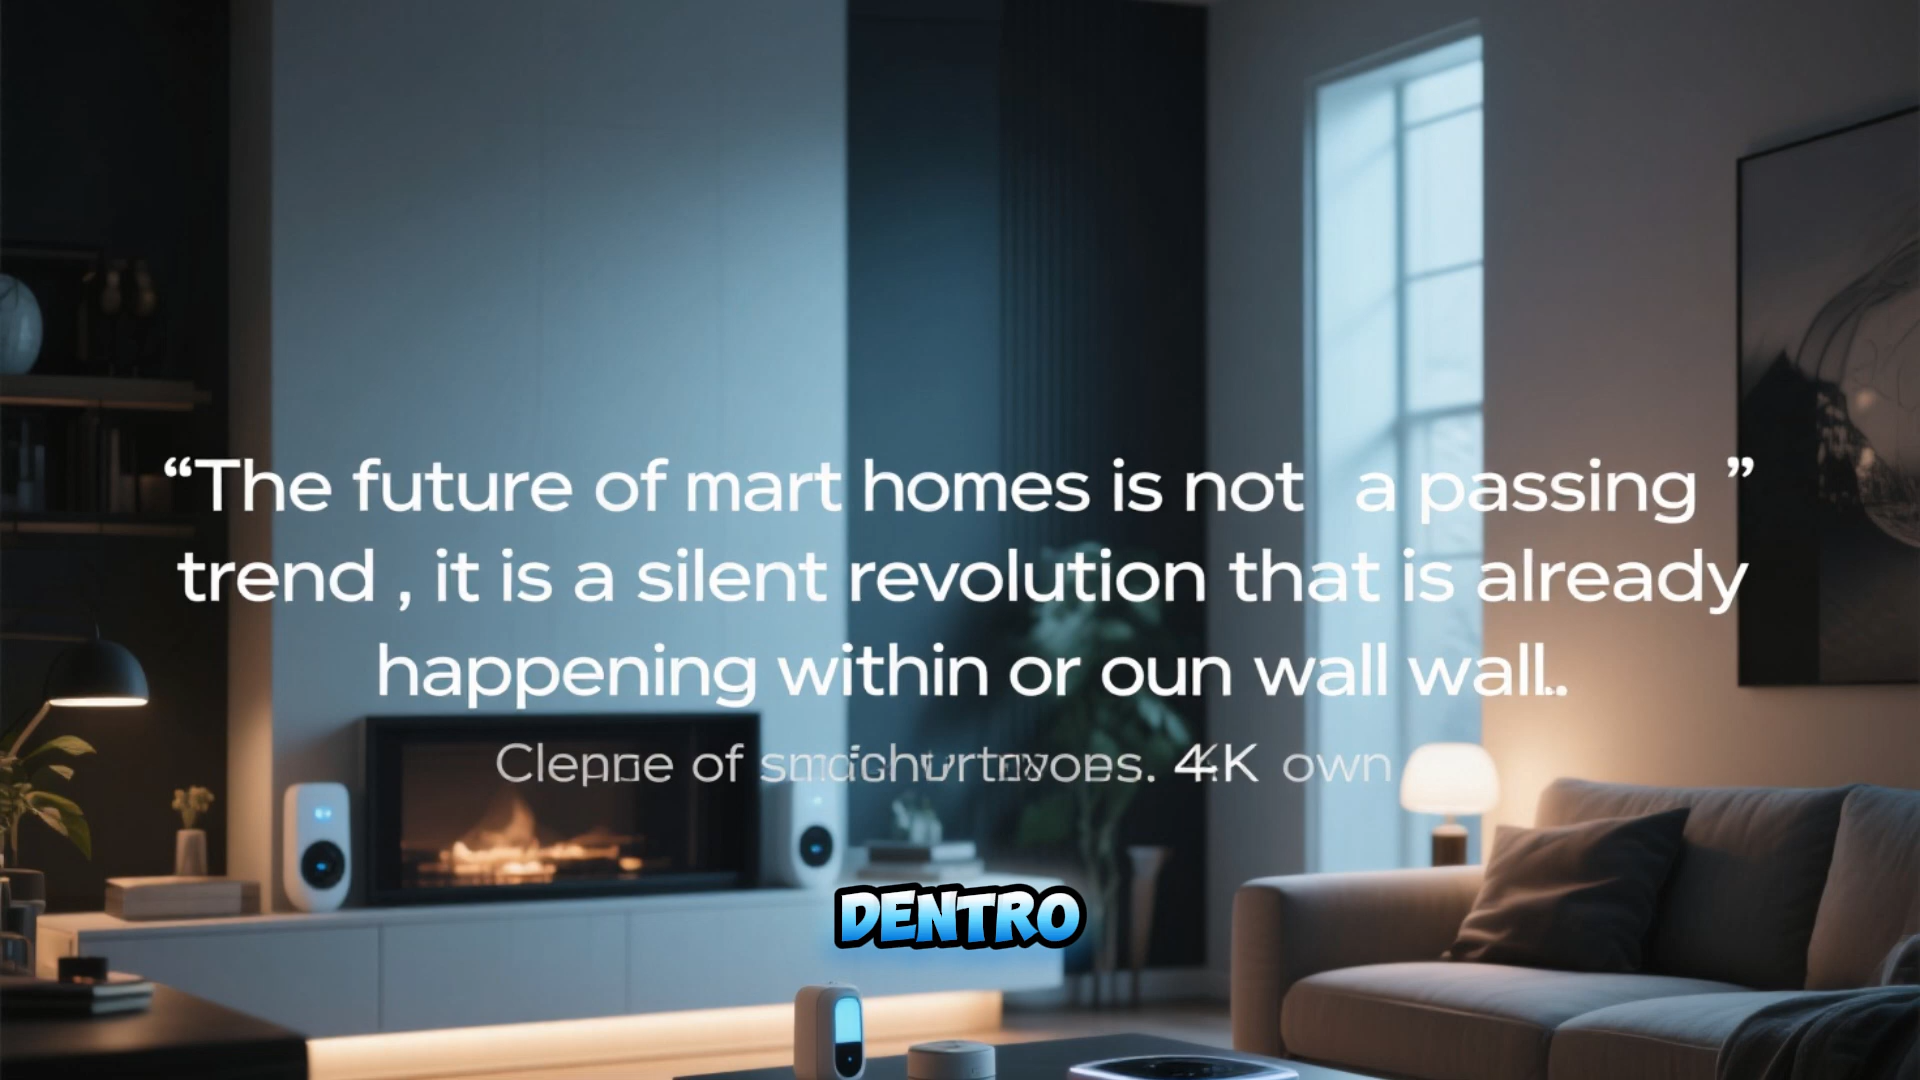 “The future of mart homes is not a passing ”
trend , it is a silent revolution that is already
happening within or oun wall wall..
of 4.K own
DENTRO